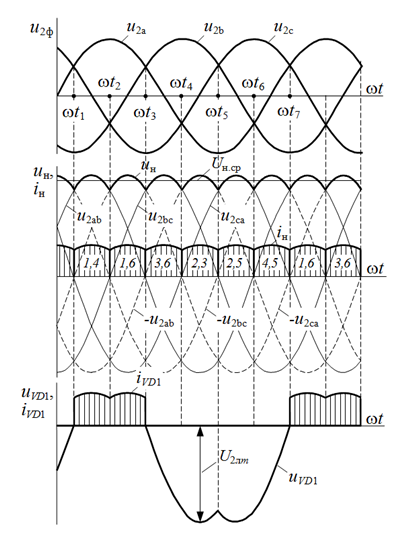 u2ф u2a u2b u2c
ωt2 ωt4 ωt6 ωt
ωt1 ωt3 ωt5 ωt7
uн, iн uн Uн.ср
u2ab u2bc u2ca
iн
1,4 1,6 3,6 2,3 2,5 4,5 1,6 3,6 ωt
-u2ab -u2bc -u2ca
uVD1, iVD1 iVD1
ωt
U2лm
uVD1